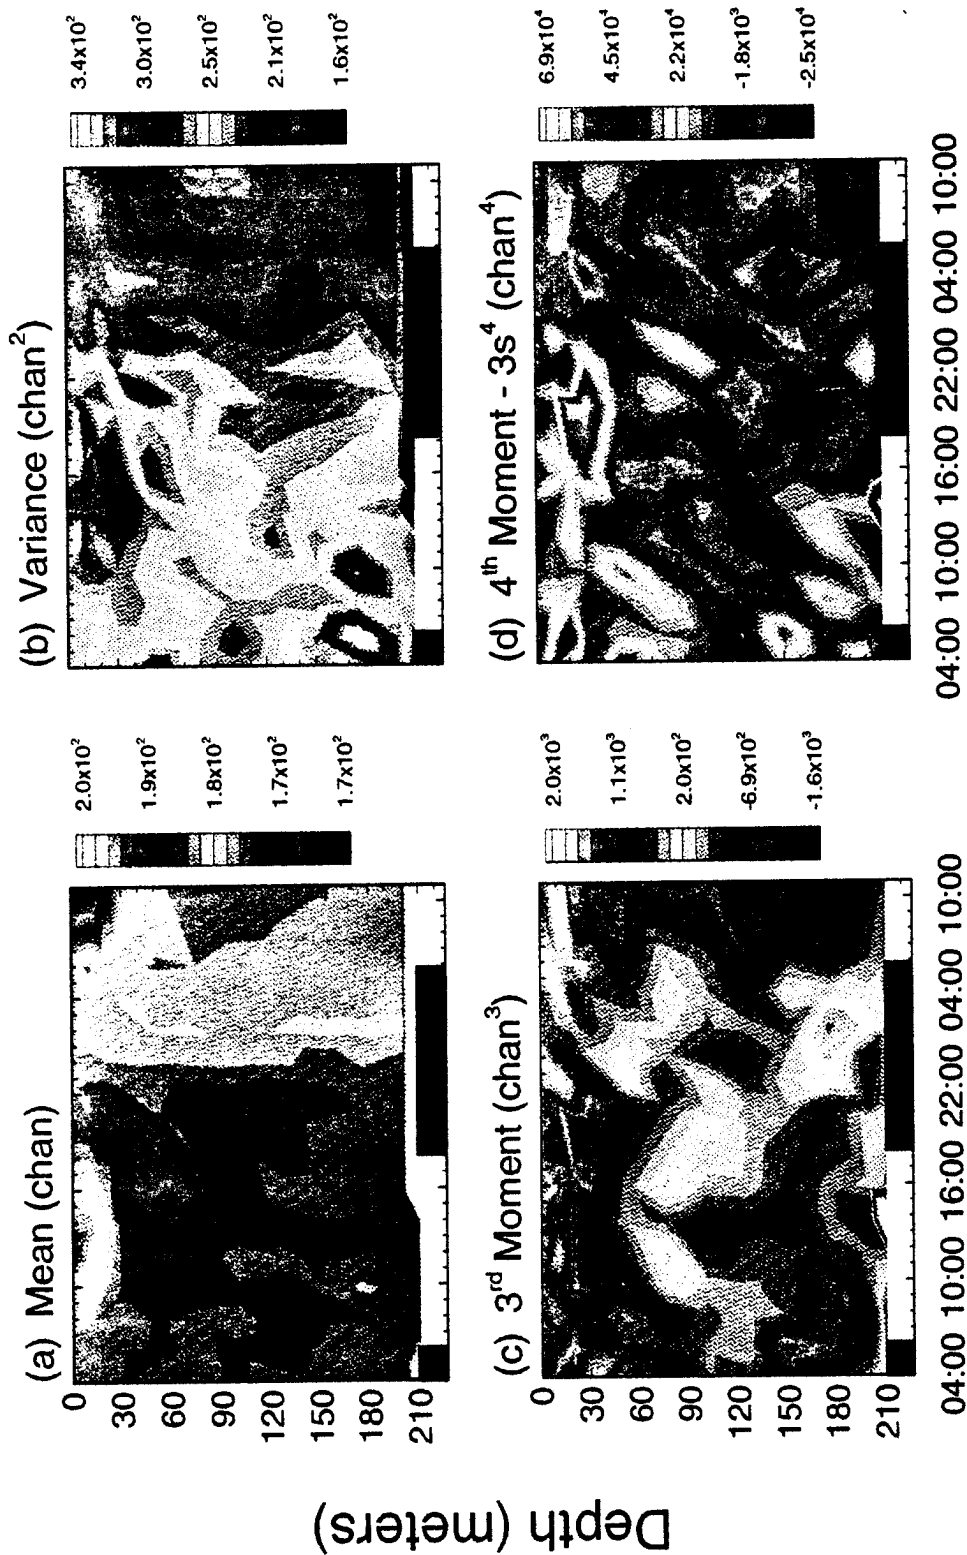 (a) Mean (chan)
2.0x10²
1.9x10²
1.8x10²
1.7x10²
1.7x10²
(b) Variance (chan²)
3.4x10²
3.0x10²
2.5x10²
2.1x10²
1.6x10²
0
30
60
90
120
150
180
210
(c) 3rd Moment (chan³)
2.0x10³
1.1x10³
2.0x10²
-6.9x10²
-1.6x10³
(d) 4th Moment - 3s⁴ (chan⁴)
6.9x10⁴
4.5x10⁴
2.2x10⁴
-1.8x10³
-2.5x10⁴
0
30
60
90
120
150
180
210
04:00 10:00 16:00 22:00 04:00 10:00
04:00 10:00 16:00 22:00 04:00 10:00
Depth (meters)